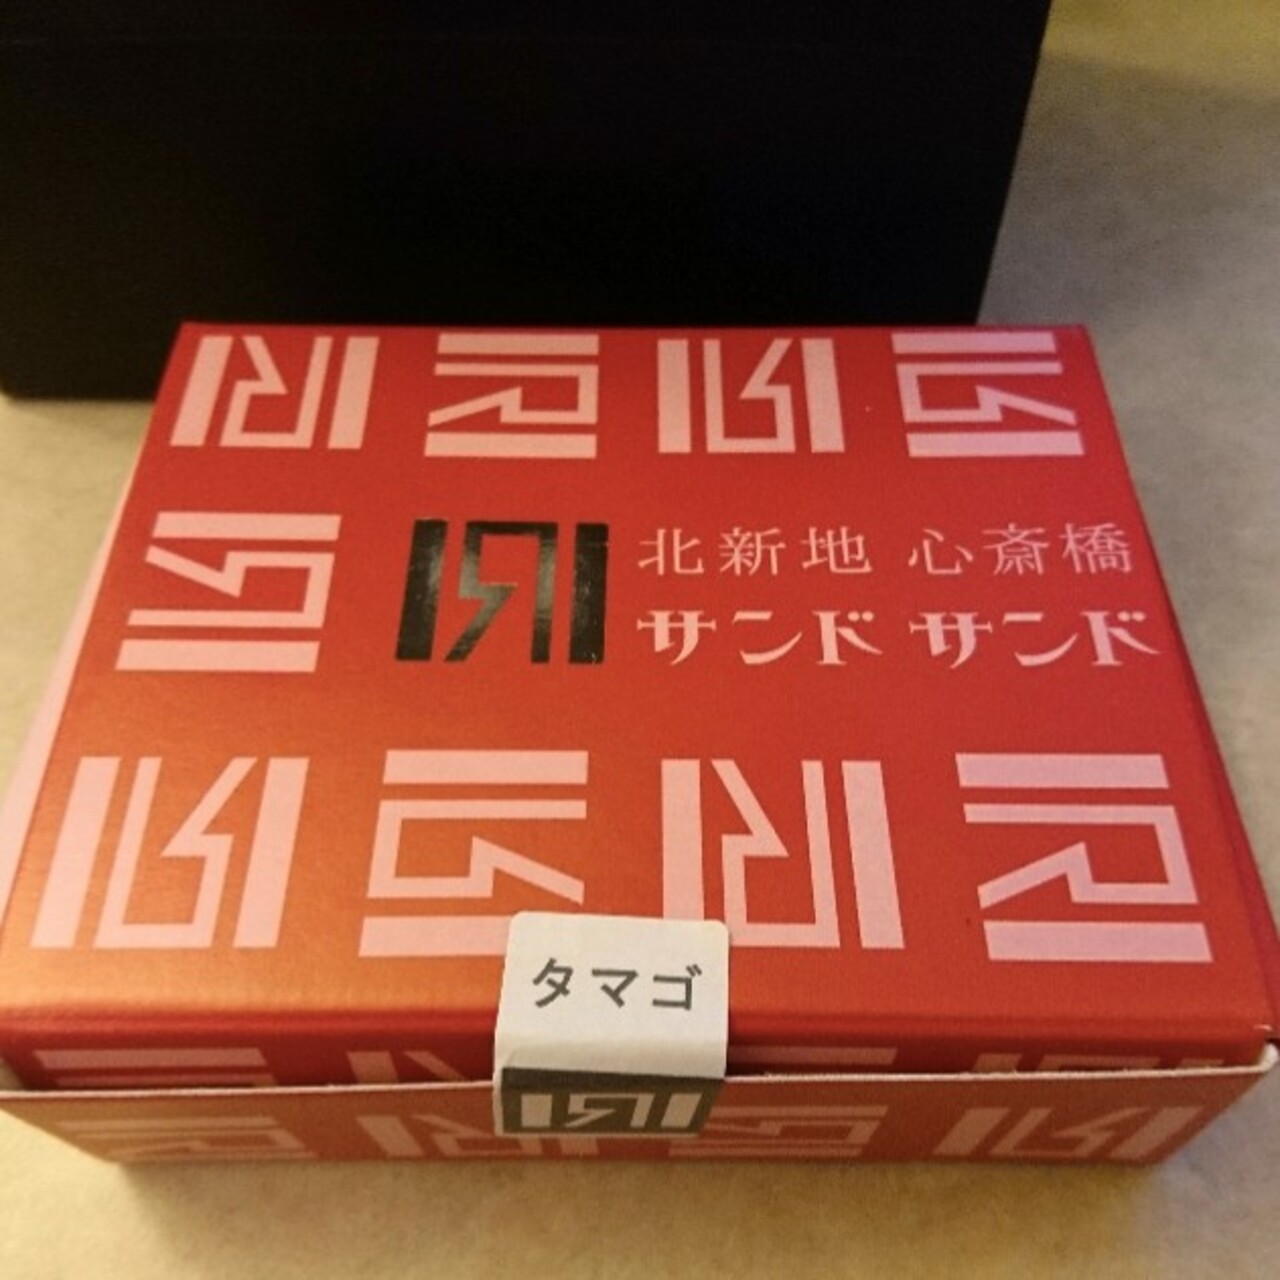 北新地 心斎橋
サンド サンド
タマゴ